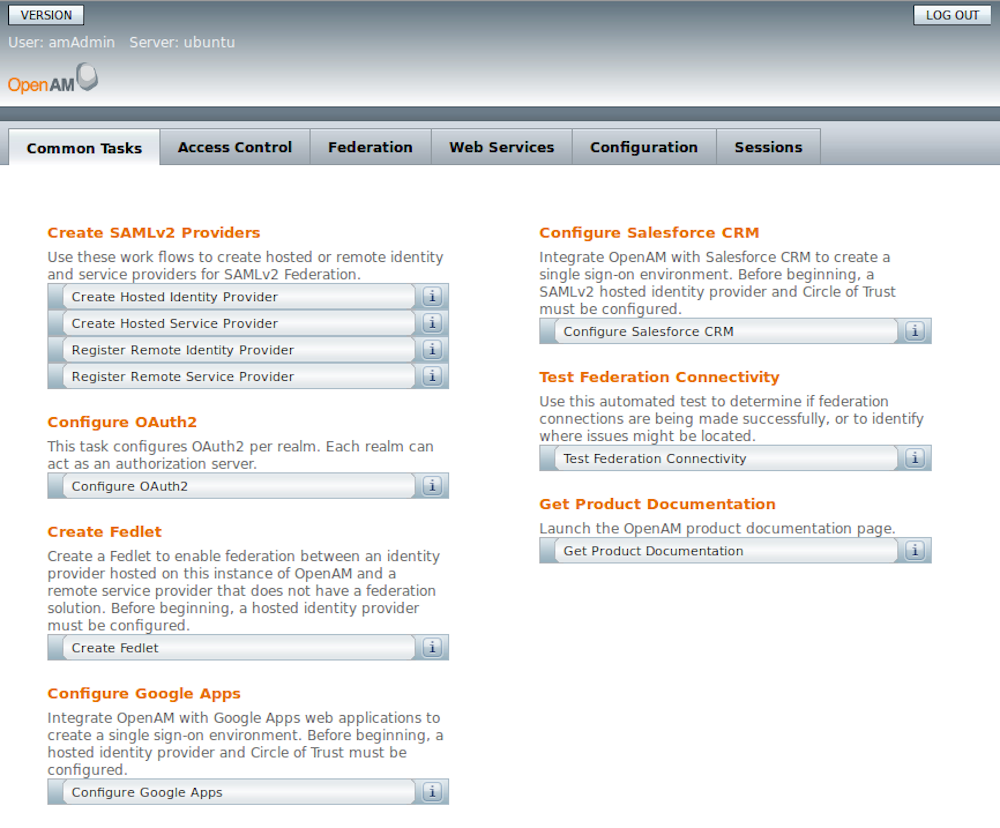 VERSION
LOG OUT
User: amAdmin Server: ubuntu
OpenAM
Common Tasks
Access Control
Federation
Web Services
Configuration
Sessions
Create SAMLv2 Providers
Use these work flows to create hosted or remote identity
and service providers for SAMLv2 Federation.
Create Hosted Identity Provider
i
Create Hosted Service Provider
i
Register Remote Identity Provider
i
Register Remote Service Provider
i
Configure OAuth2
This task configures OAuth2 per realm. Each realm can
act as an authorization server.
Configure OAuth2
i
Create Fedlet
Create a Fedlet to enable federation between an identity
provider hosted on this instance of OpenAM and a
remote service provider that does not have a federation
solution. Before beginning, a hosted identity provider
must be configured.
Create Fedlet
i
Configure Google Apps
Integrate OpenAM with Google Apps web applications to
create a single sign-on environment. Before beginning, a
hosted identity provider and Circle of Trust must be
configured.
Configure Google Apps
i
Configure Salesforce CRM
Integrate OpenAM with Salesforce CRM to create a
single sign-on environment. Before beginning, a
SAMLv2 hosted identity provider and Circle of Trust
must be configured.
Configure Salesforce CRM
i
Test Federation Connectivity
Use this automated test to determine if federation
connections are being made successfully, or to identify
where issues might be located.
Test Federation Connectivity
i
Get Product Documentation
Launch the OpenAM product documentation page.
Get Product Documentation
i